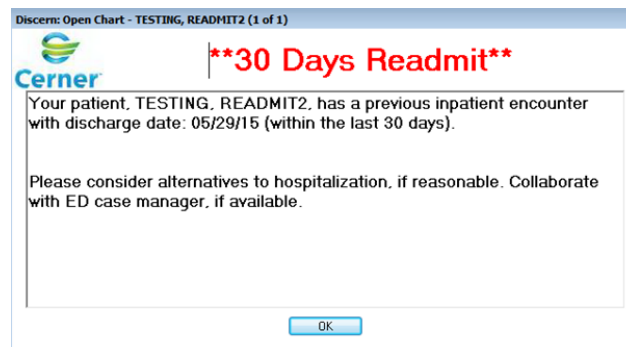 Discern: Open Chart - TESTING, READMIT2 (1 of 1)
Cerner
**30 Days Readmit**
Your patient, TESTING, READMIT2, has a previous inpatient encounter
with discharge date: 05/29/15 (within the last 30 days).
Please consider alternatives to hospitalization, if reasonable. Collaborate
with ED case manager, if available.
OK